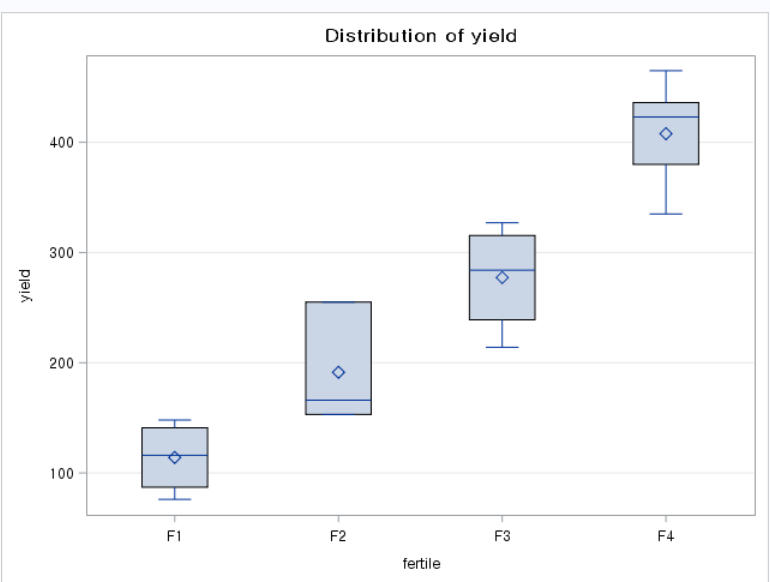 Distribution of yield
400
300
200
100
yield
F1 F2 F3 F4
fertile